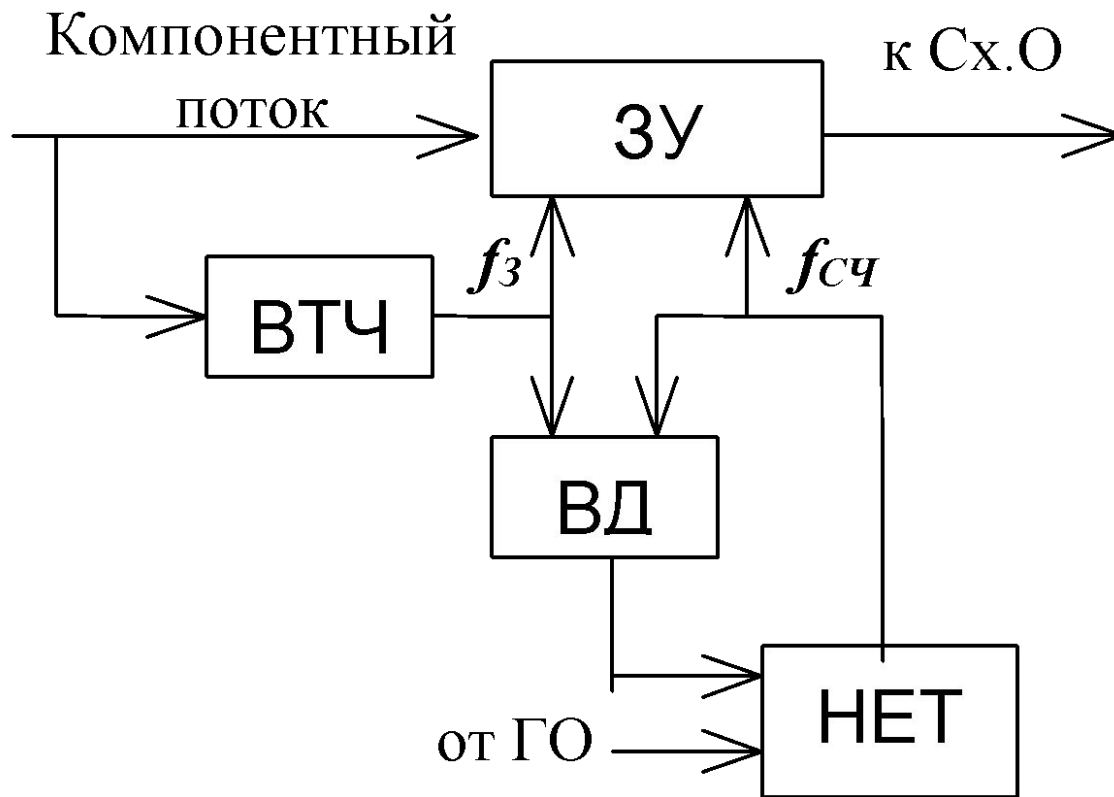 Компонентный
поток
ЗУ
к Сх.О
fЗ
fСЧ
ВТЧ
ВД
НЕТ
от ГО